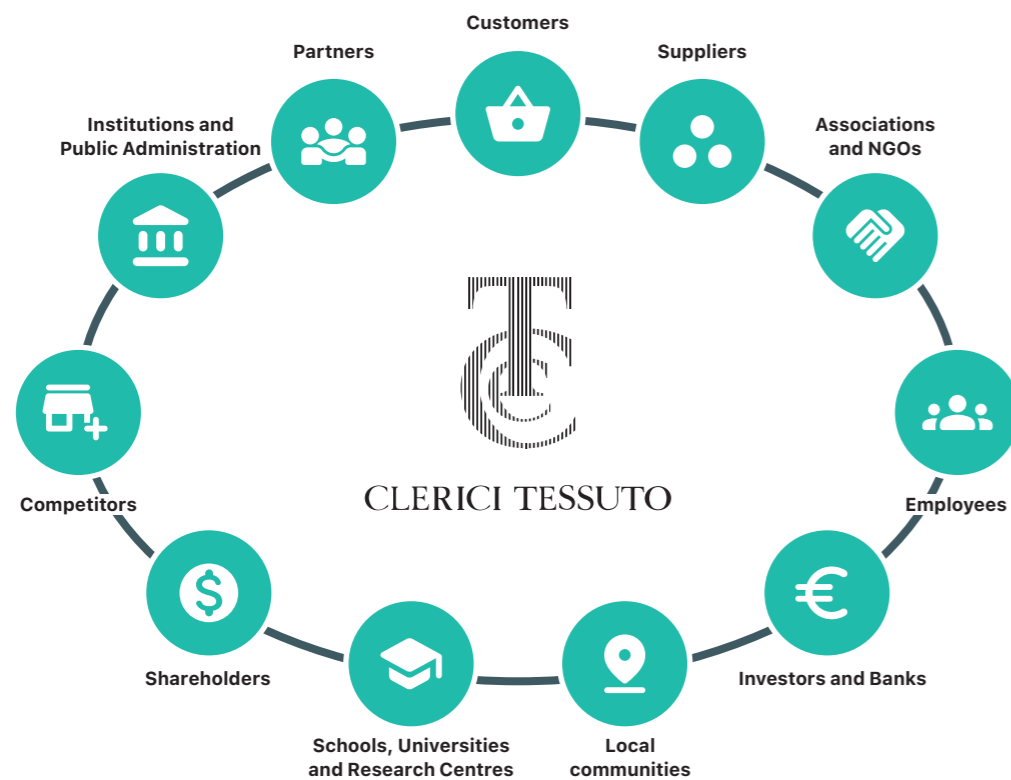 Customers
Partners
Suppliers
Institutions and
Public Administration
Associations
and NGOs
TCC
CLERICI TESSUTO
Competitors
Employees
Shareholders
Investors and Banks
Schools, Universities
and Research Centres
Local
communities